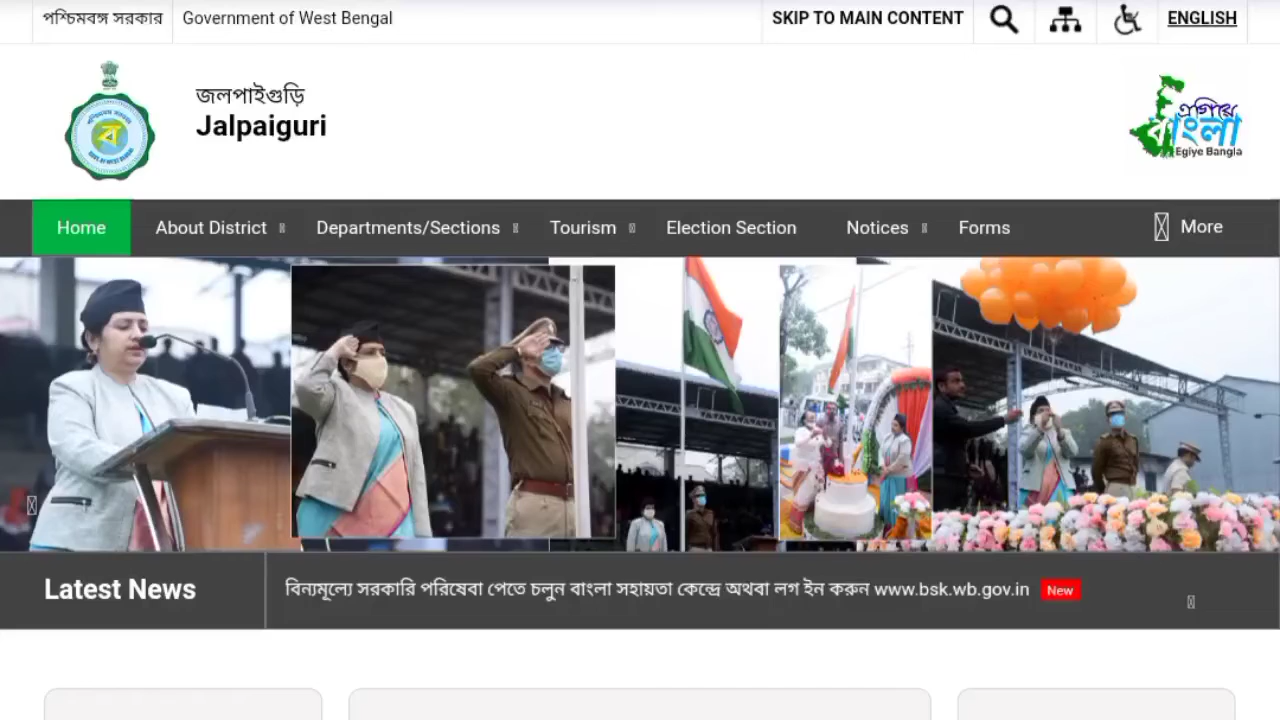 পশ্চিমবঙ্গ সরকার Government of West Bengal SKIP TO MAIN CONTENT ENGLISH
জলপাইগুড়ি
Jalpaiguri
এগিয়ে
বাংলা
Egiye Bangla
Home About District Departments/Sections Tourism Election Section Notices Forms More
Latest News বিনামূল্যে সরকারি পরিষেবা পেতে চলুন বাংলা সহায়তা কেন্দ্রে অথবা লগ ইন করুন www.bsk.wb.gov.in New